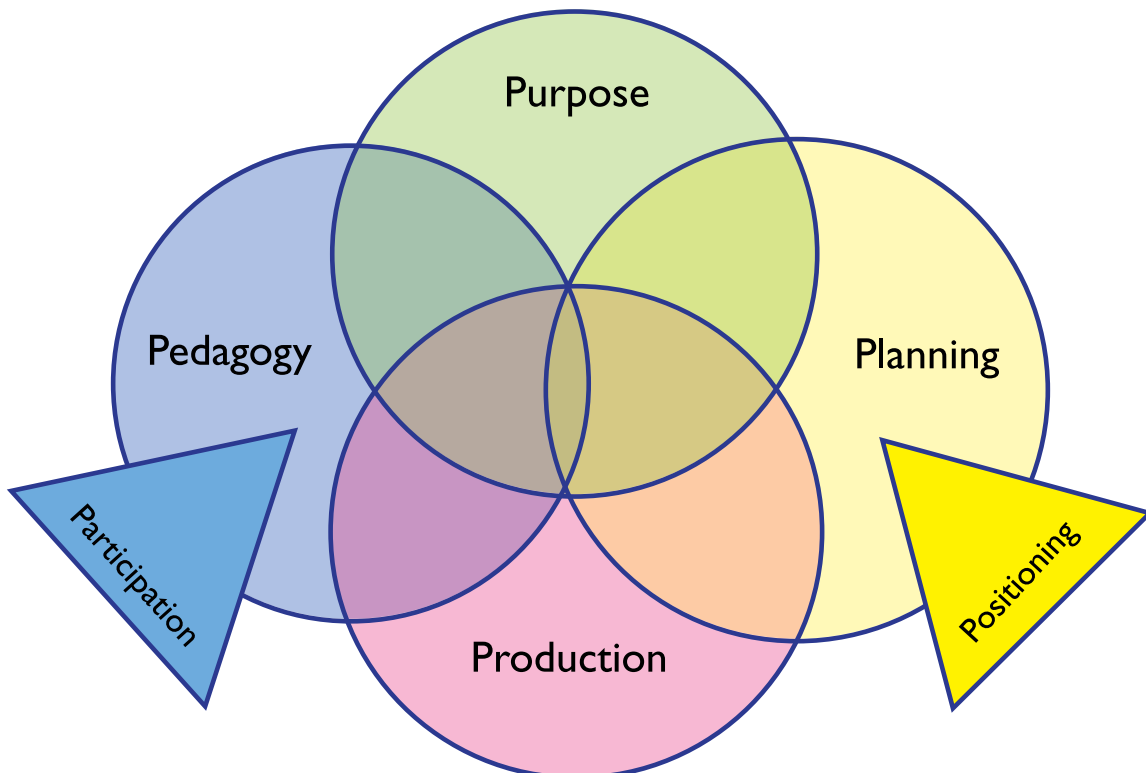 Purpose
Pedagogy
Planning
Participation
Positioning
Production